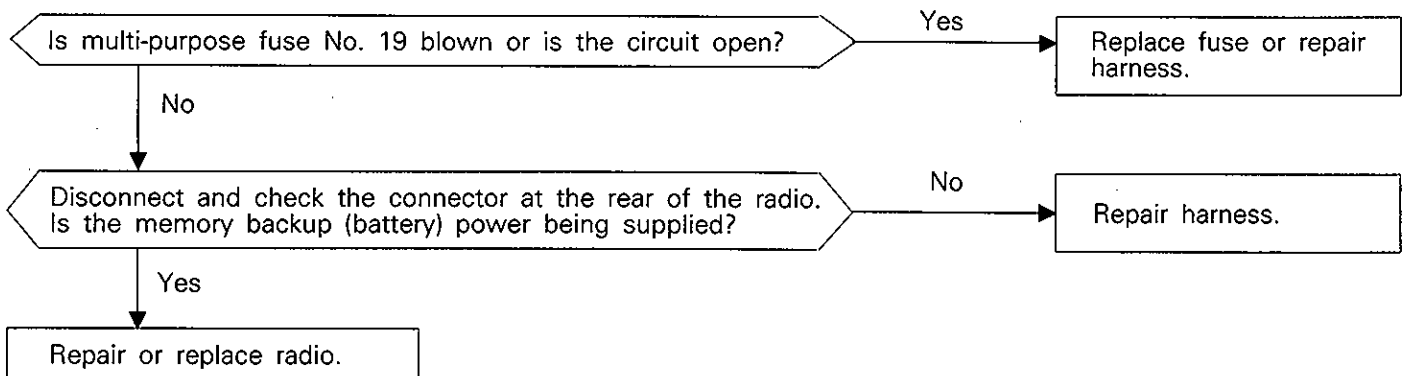 Is multi-purpose fuse No. 19 blown or is the circuit open?
Yes
Replace fuse or repair
harness.
No
Disconnect and check the connector at the rear of the radio.
Is the memory backup (battery) power being supplied?
No
Repair harness.
Yes
Repair or replace radio.